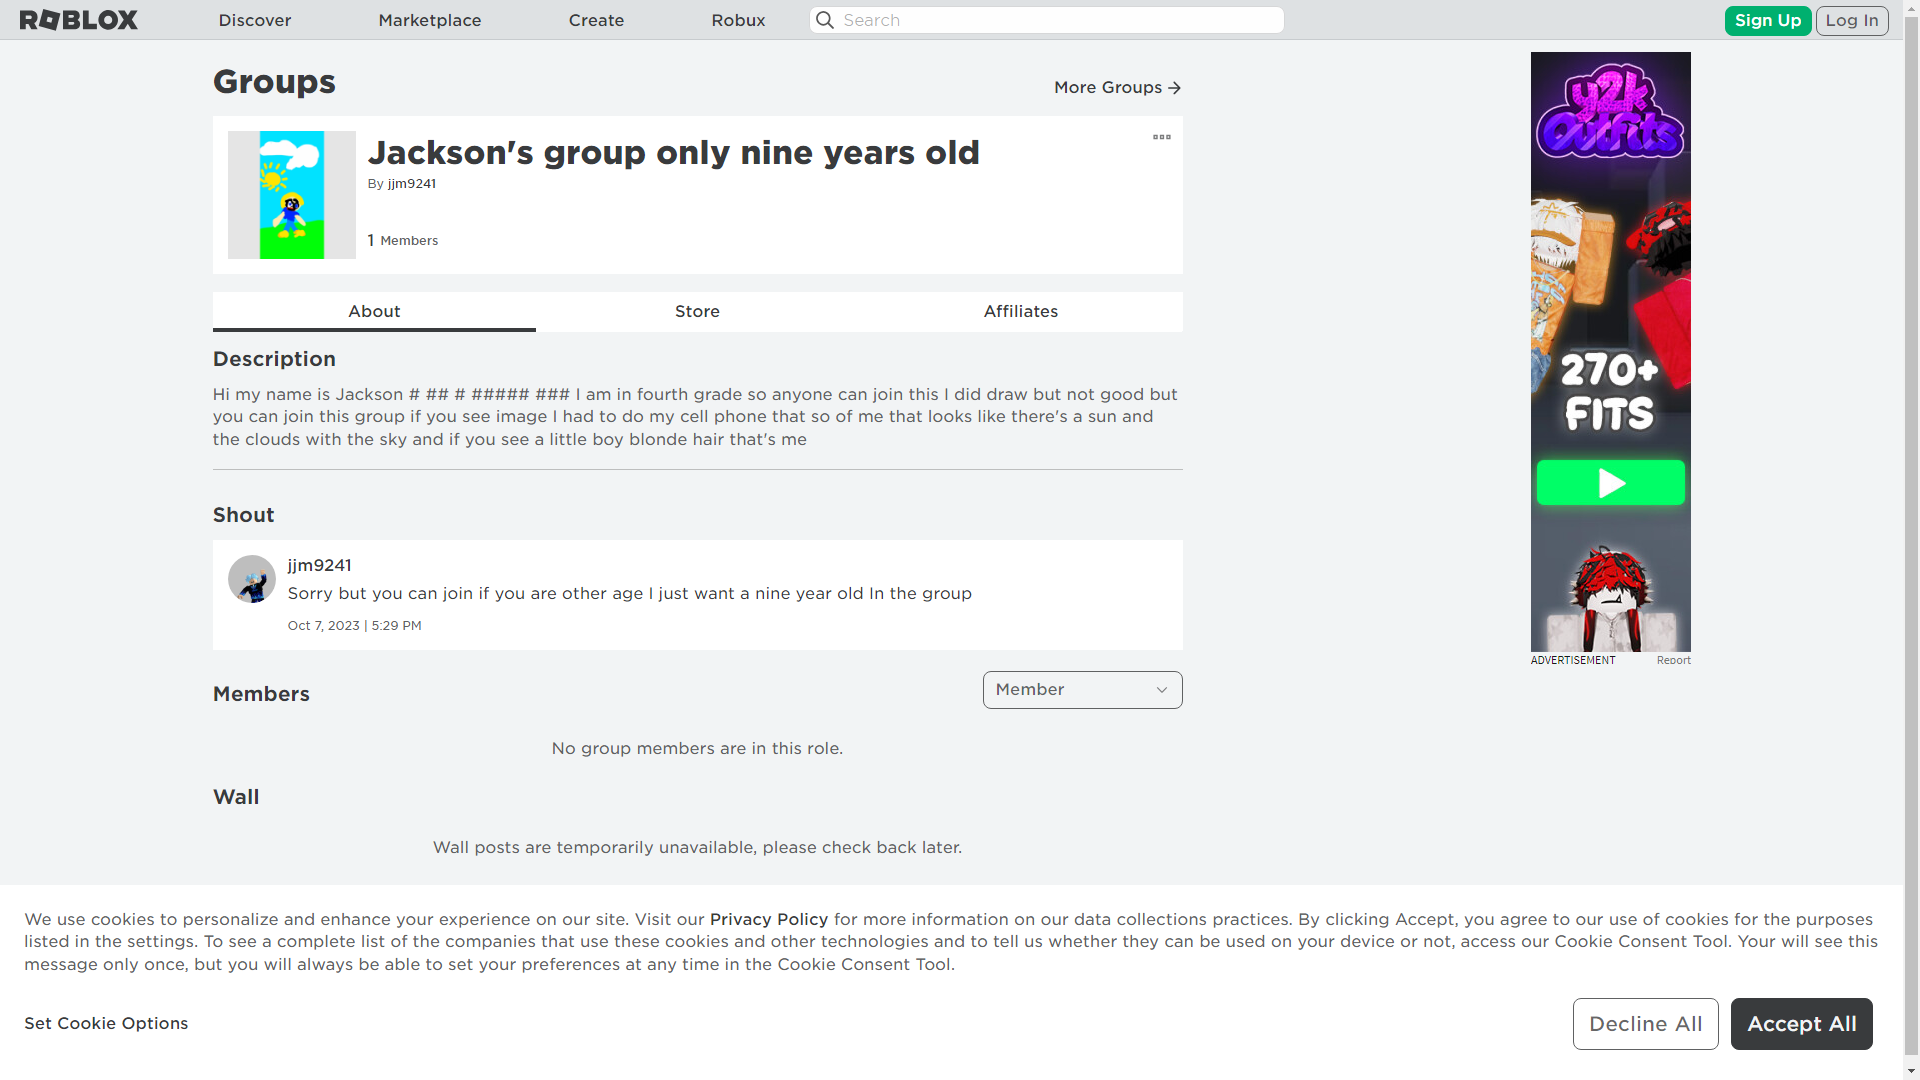 ROBLOX
Discover
Marketplace
Create
Robux
Search
Sign Up
Log In
Groups
More Groups
Jackson's group only nine years old
By jjm9241
1 Members
About
Store
Affiliates
Description
Hi my name is Jackson # ## # ##### ### I am in fourth grade so anyone can join this I did draw but not good but
you can join this group if you see image I had to do my cell phone that so of me that looks like there's a sun and
the clouds with the sky and if you see a little boy blonde hair that's me
Shout
jjm9241
Sorry but you can join if you are other age I just want a nine year old In the group
Oct 7, 2023 | 5:29 PM
Members
Member
No group members are in this role.
Wall
Wall posts are temporarily unavailable, please check back later.
y2k
Outfits
270+
FITS
ADVERTISEMENT
Report
We use cookies to personalize and enhance your experience on our site. Visit our Privacy Policy for more information on our data collections practices. By clicking Accept, you agree to our use of cookies for the purposes
listed in the settings. To see a complete list of the companies that use these cookies and other technologies and to tell us whether they can be used on your device or not, access our Cookie Consent Tool. Your will see this
message only once, but you will always be able to set your preferences at any time in the Cookie Consent Tool.
Set Cookie Options
Decline All
Accept All